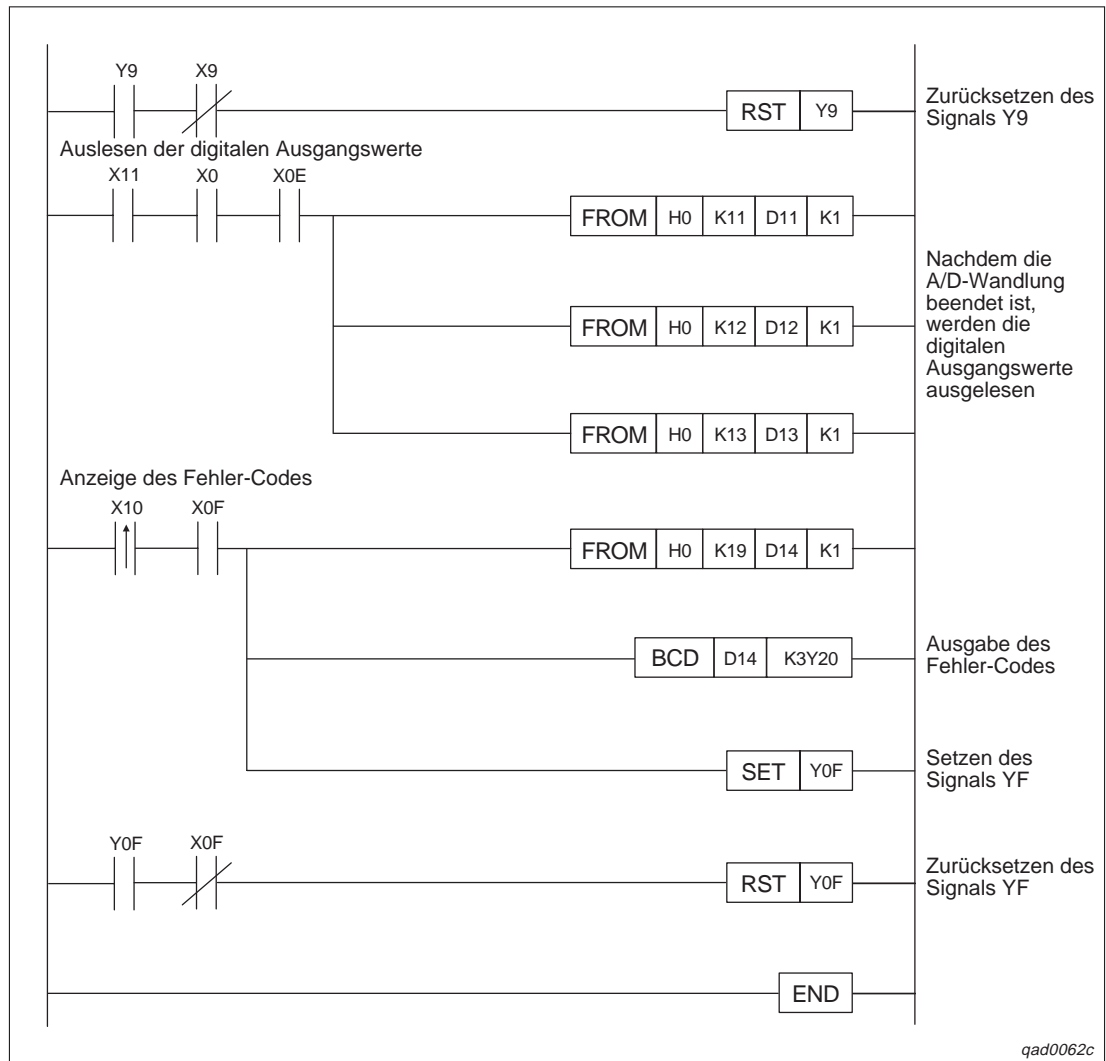 Y9 X9
RST Y9
Zurücksetzen des
Signals Y9
Auslesen der digitalen Ausgangswerte
X11 X0 X0E
FROM H0 K11 D11 K1
FROM H0 K12 D12 K1
FROM H0 K13 D13 K1
Nachdem die
A/D-Wandlung
beendet ist,
werden die
digitalen
Ausgangswerte
ausgelesen
Anzeige des Fehler-Codes
X10 X0F
FROM H0 K19 D14 K1
BCD D14 K3Y20
Ausgabe des
Fehler-Codes
SET Y0F
Setzen des
Signals YF
Y0F X0F
RST Y0F
Zurücksetzen des
Signals YF
END
qad0062c